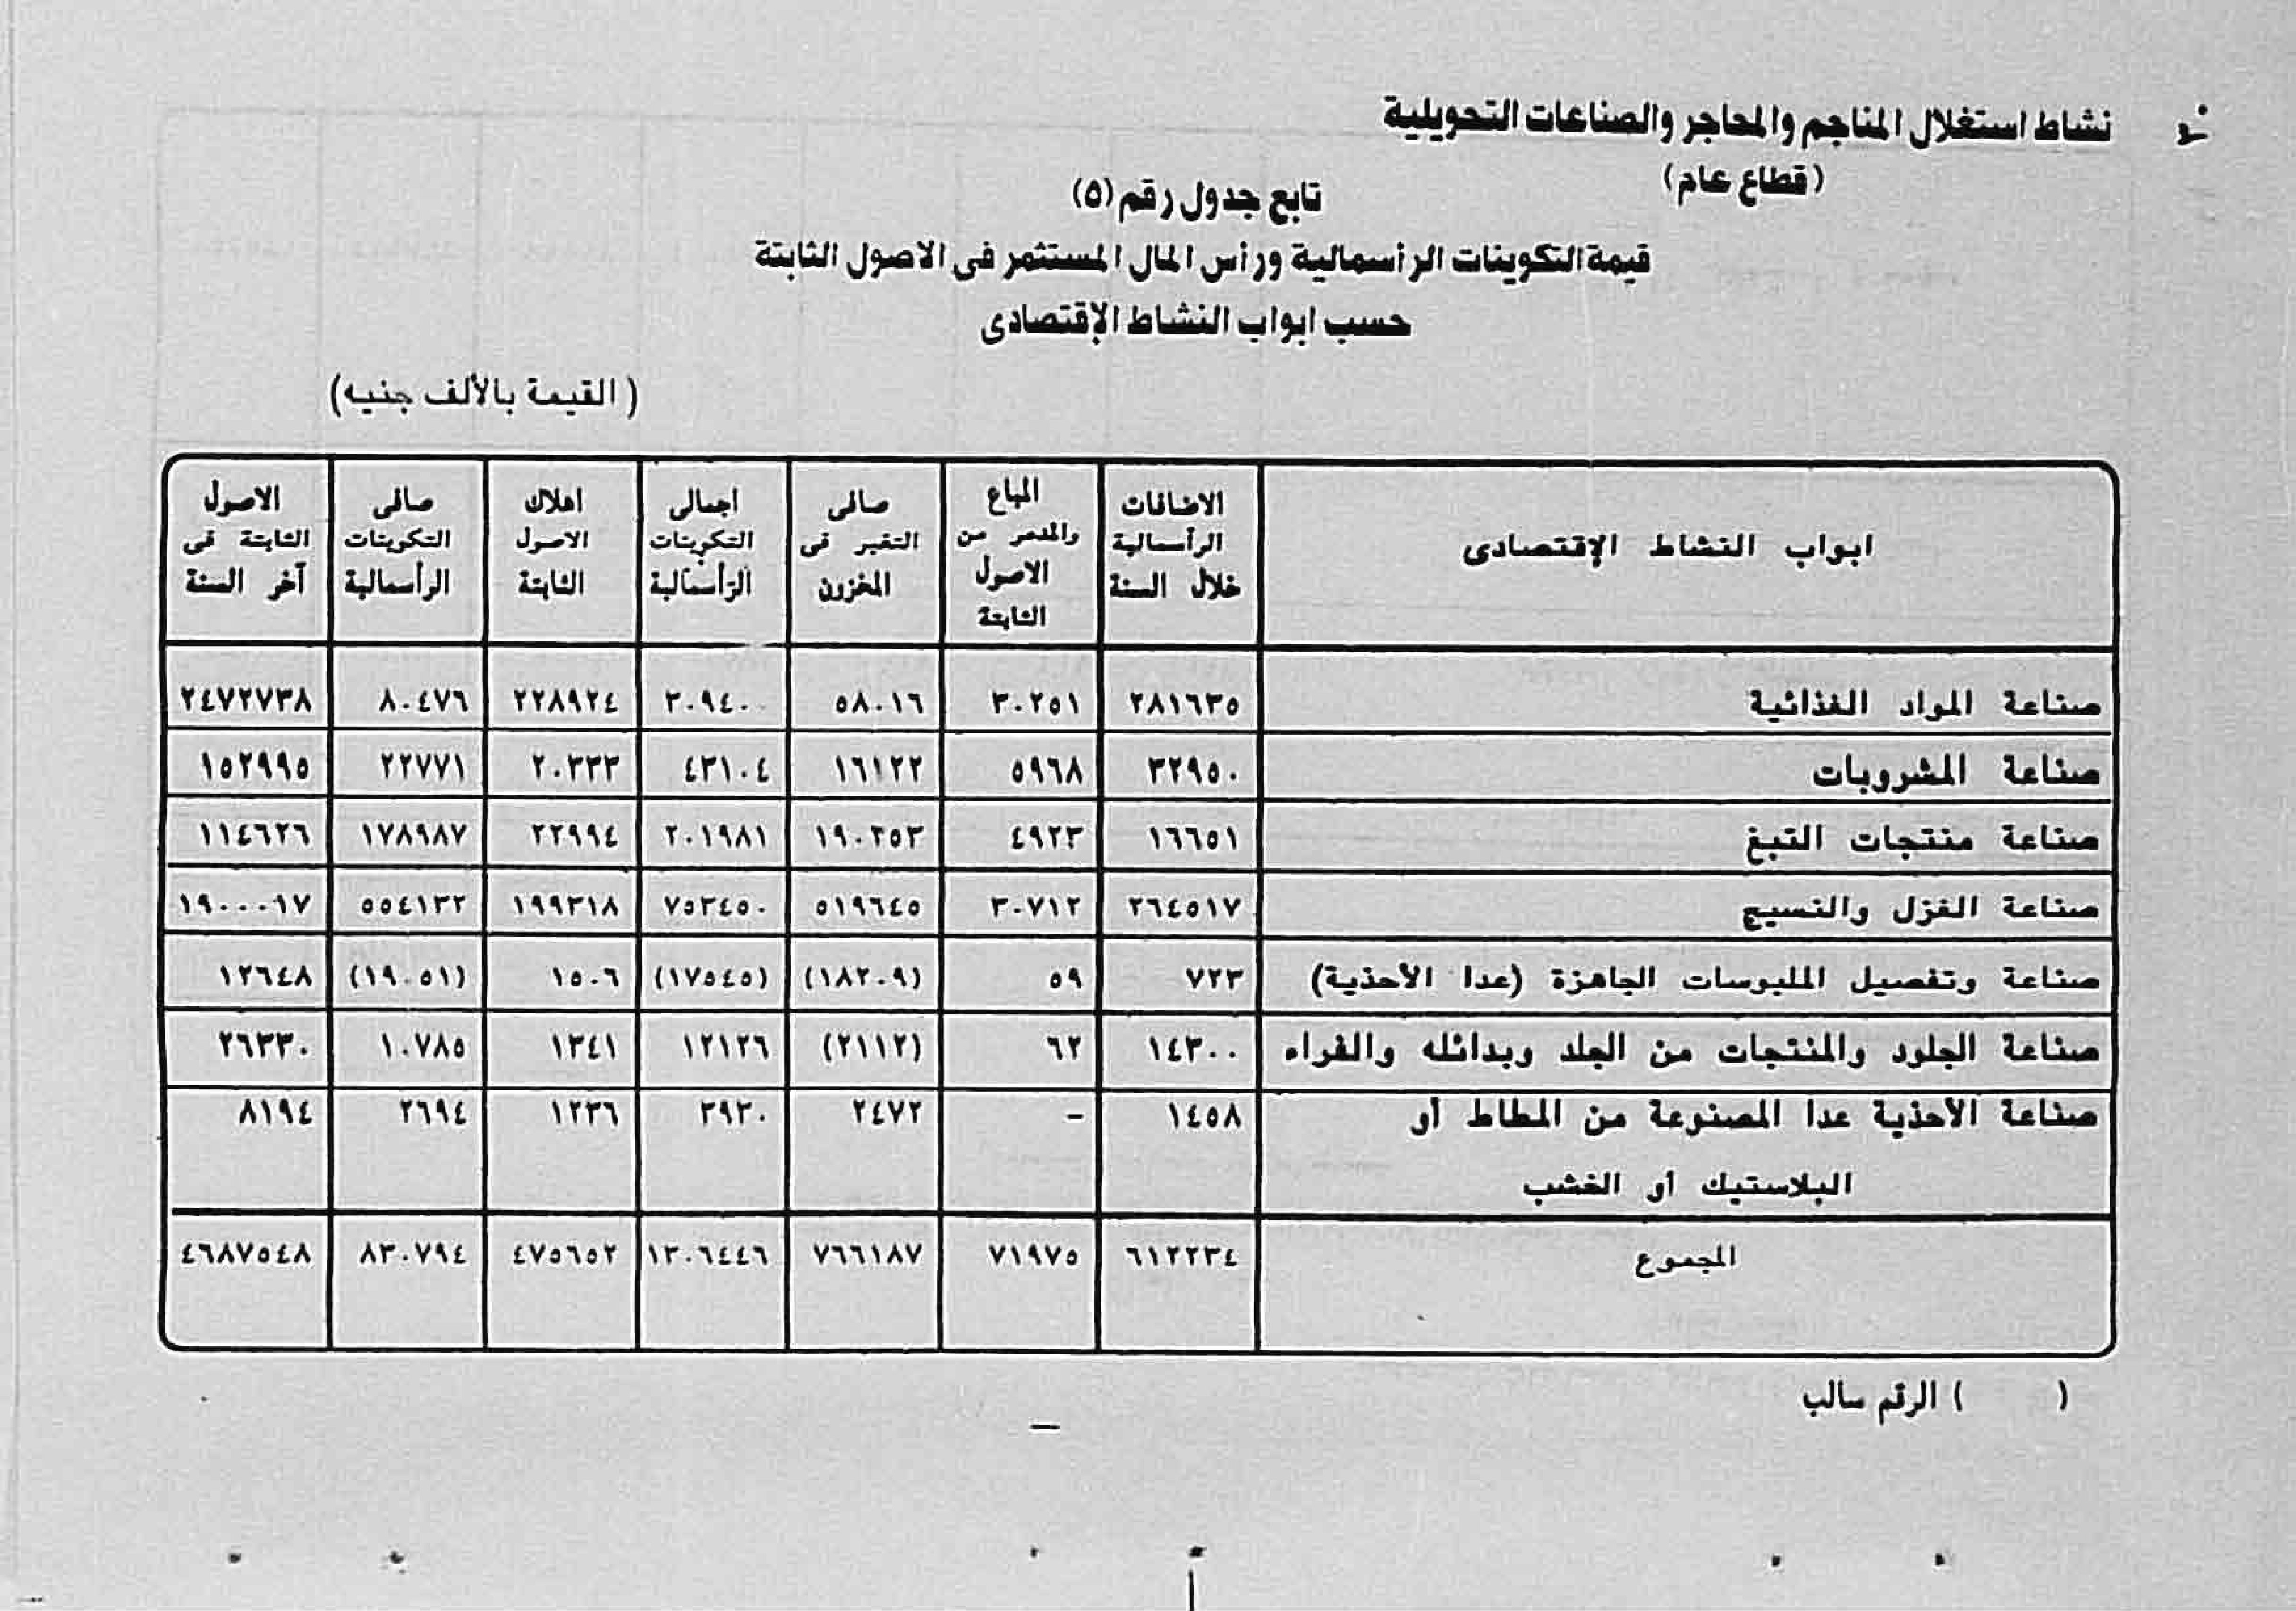 نشاط استغلال المناجم والمحاجر والصناعات التحويلية
(قطاع عام)
تابع جدول رقم (٥)
قيمة التكوينات الرأسمالية ورأس المال المستثمر فى الاصول الثابتة
حسب ابواب النشاط الإقتصادى
(القيمة بالألف جنيه)
ابواب النشاط الإقتصادى | الاضافات الرأسمالية خلال السنة | المباع والمدمر من الاصول الثابتة | صافى التغير فى المخزون | اجمالى التكوينات الرأسمالية | اهلاك الاصول الثابتة | صافى التكوينات الرأسمالية | الاصول الثابتة فى آخر السنة
صناعة المواد الغذائية ٢٨١٦٣٥ ٣٠٢٥١ ٥٨٠١٦ ٣٠٩٤٠٠ ٢٢٨٩٢٤ ٨٠٤٧٦ ٢٤٧٢٧٣٨
صناعة المشروبات ٣٢٩٥٠ ٥٩٦٨ ١٦١٢٢ ٤٣١٠٤ ٢٠٣٣٣ ٢٢٧٧١ ١٥٢٩٩٥
صناعة منتجات التبغ ١٦٦٥١ ٤٩٢٣ ١٩٠٢٥٣ ٢٠١٩٨١ ٢٢٩٩٤ ١٧٨٩٨٧ ١١٤٦٢٦
صناعة الغزل والنسيج ٢٦٤٥١٧ ٣٠٧١٢ ٥١٩٦٤٥ ٧٥٣٤٥٠ ١٩٩٣١٨ ٥٥٤١٣٢ ١٩٠٠٠١٧
صناعة وتفصيل الملبوسات الجاهزة (عدا الأحذية) ٧٢٣ ٥٩ (١٨٢٠٩) (١٧٥٤٥) ١٥٠٦ (١٩٠٥١) ١٢٦٤٨
صناعة الجلود والمنتجات من الجلد وبدائله والفراء ١٤٣٠٠ ٦٢ (٢١١٢) ١٢١٢٦ ١٣٤١ ١٠٧٨٥ ٢٦٣٣٠
صناعة الأحذية عدا المصنوعة من المطاط أو ١٤٥٨ – ٢٤٧٢ ٣٩٣٠ ١٢٣٦ ٢٦٩٤ ٨١٩٤
البلاستيك أو الخشب
المجموع ٦١٢٢٣٤ ٧١٩٧٥ ٧٦٦١٨٧ ١٣٠٦٤٤٦ ٤٧٥٦٥٢ ٨٣٠٧٩٤ ٤٦٨٧٥٤٨
( ) الرقم سالب